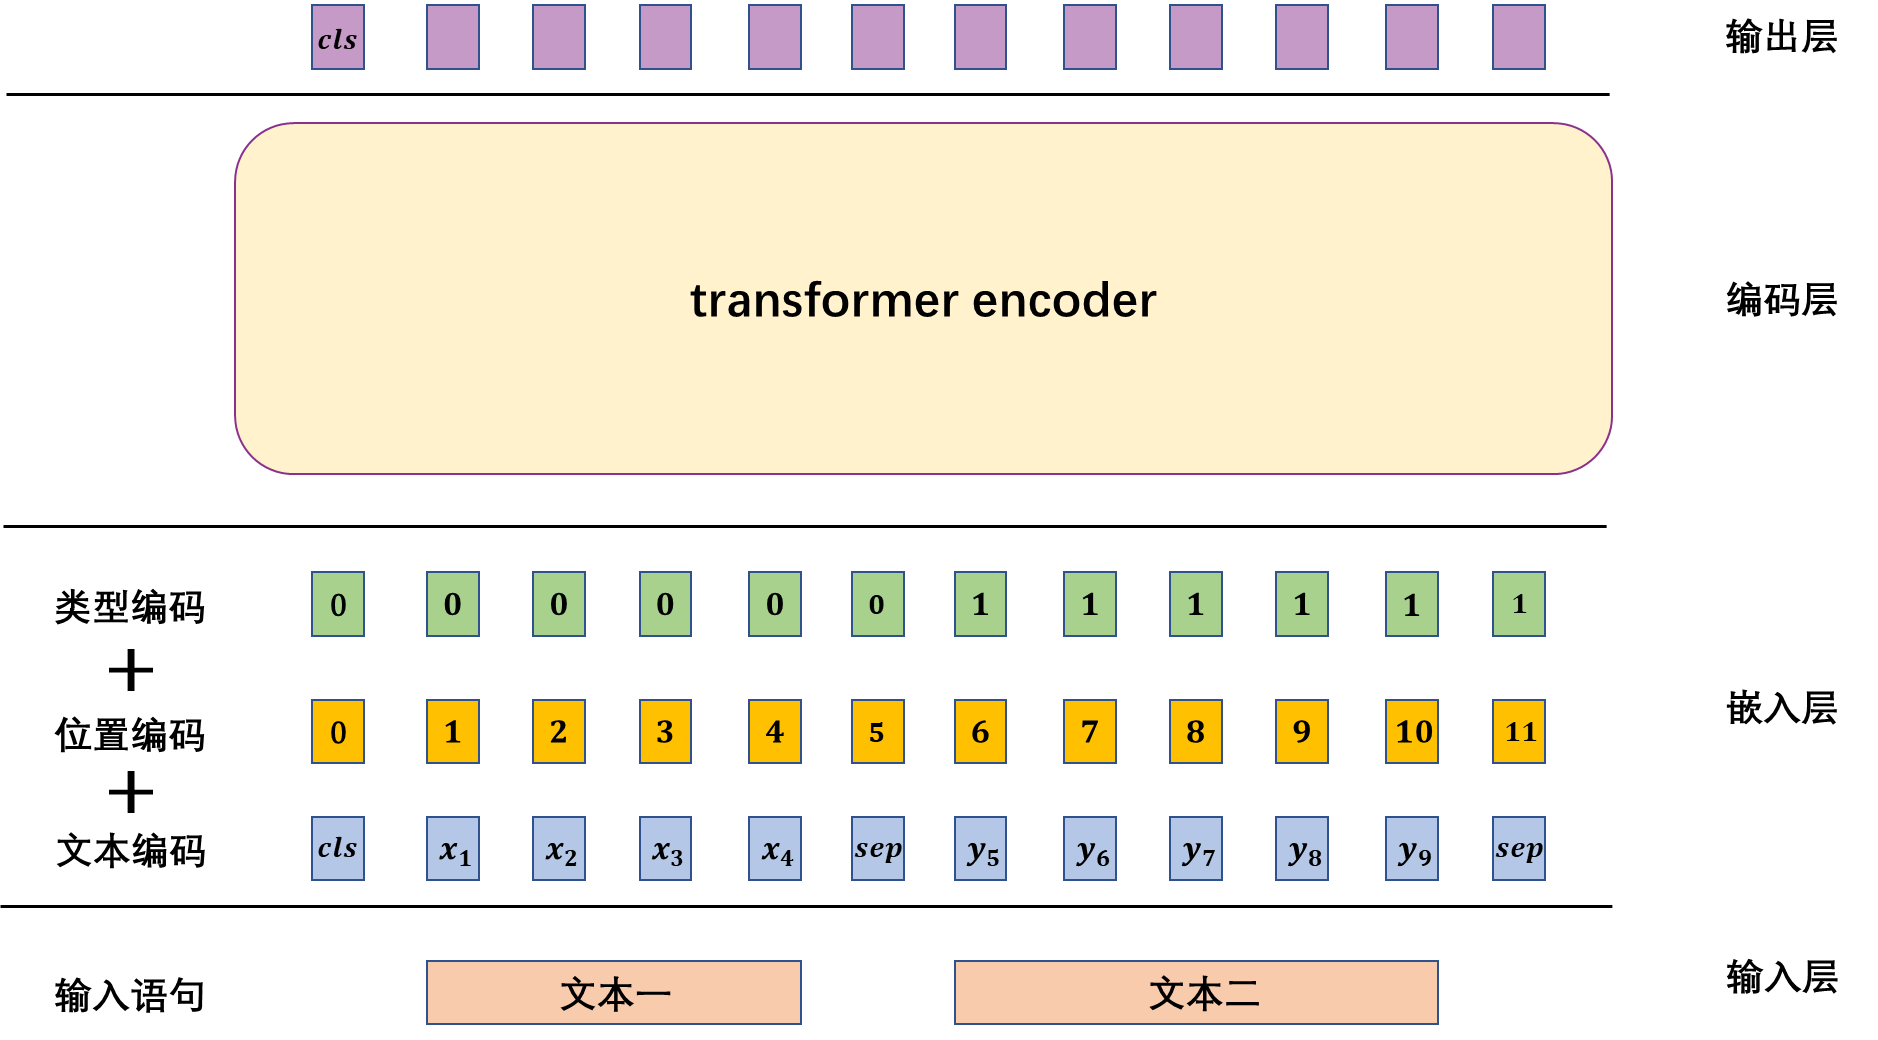 cls 输出层
transformer encoder 编码层
类型编码 0 0 0 0 0 0 1 1 1 1 1 1
+
位置编码 0 1 2 3 4 5 6 7 8 9 10 11 嵌入层
+
文本编码 cls x₁ x₂ x₃ x₄ sep y₅ y₆ y₇ y₈ y₉ sep
输入语句 文本一 文本二 输入层